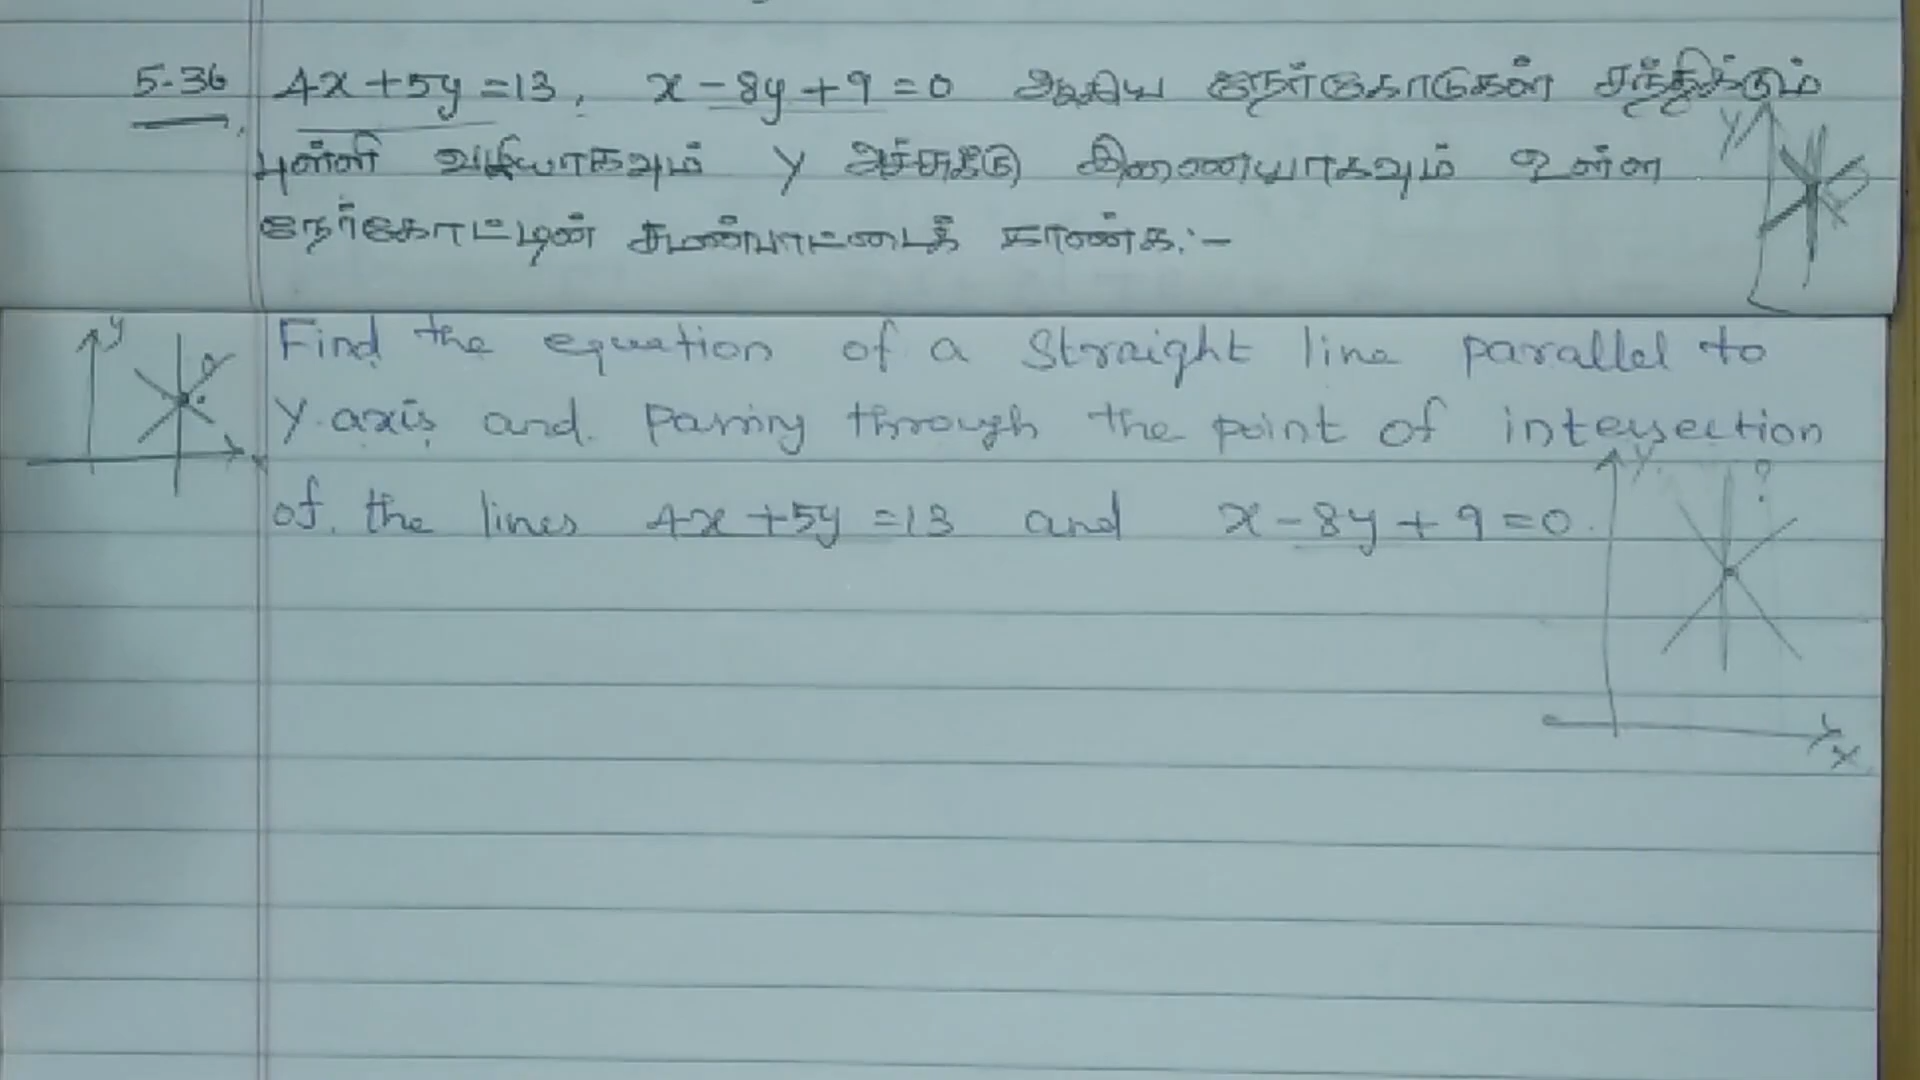 5.36 4x+5y=13, x-8y+9=0 ஆகிய நேர்கோடுகள் சந்திக்கும்
புள்ளி வழியாகவும் Y அச்சுக்கு இணையாகவும் உள்ள
நேர்கோட்டின் சமன்பாட்டைக் காண்க:-
y
y
Find the equation of a straight line parallel to
Y axis and passing through the point of intersection
of the lines 4x+5y=13 and x-8y+9=0.
y
?
x